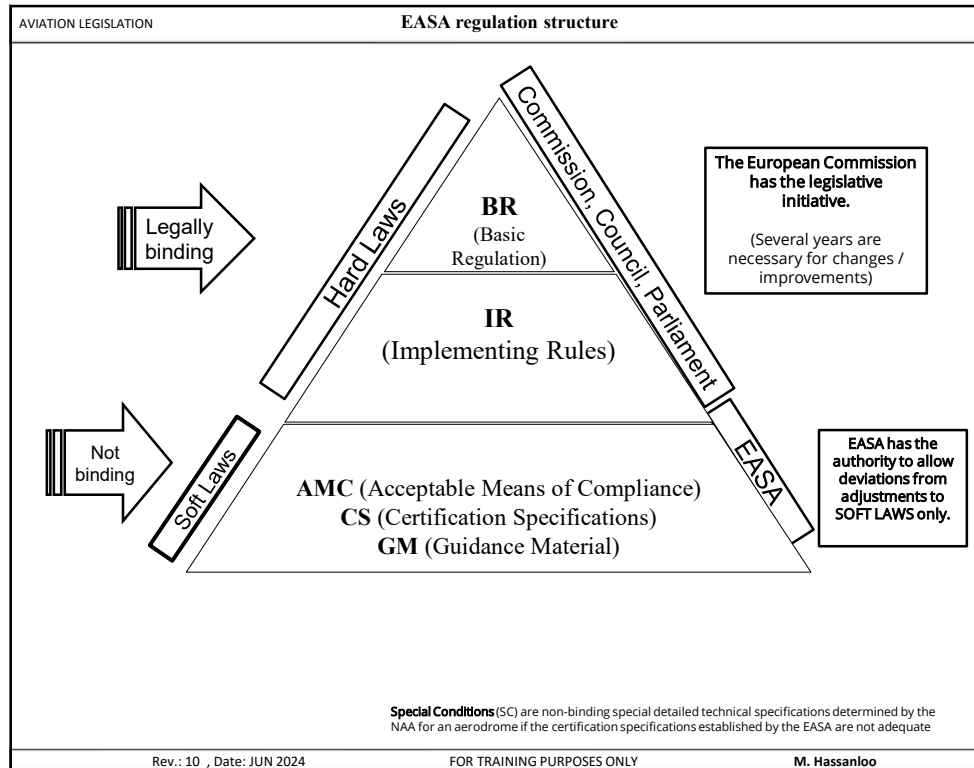 AVIATION LEGISLATION
EASA regulation structure
Commission, Council, Parliament
Hard Laws
Legally
binding
BR
(Basic
Regulation)
The European Commission
has the legislative
initiative.
(Several years are
necessary for changes /
improvements)
IR
(Implementing Rules)
Not
binding
Soft Laws
EASA
AMC (Acceptable Means of Compliance)
CS (Certification Specifications)
GM (Guidance Material)
EASA has the
authority to allow
deviations from
adjustments to
SOFT LAWS only.
Special Conditions (SC) are non-binding special detailed technical specifications determined by the
NAA for an aerodrome if the certification specifications established by the EASA are not adequate
Rev.: 10 , Date: JUN 2024
FOR TRAINING PURPOSES ONLY
M. Hassanloo